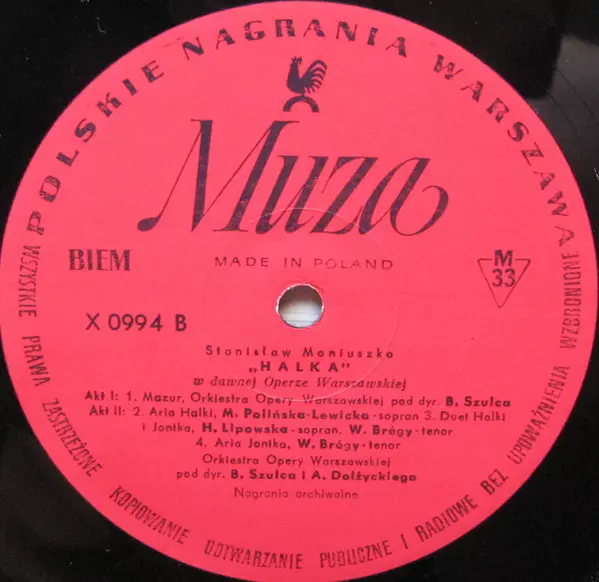 POLSKIE NAGRANIA WARSZAWA
Muza
BIEM
MADE IN POLAND
M
33
X 0994 B
Stanisław Moniuszko
„HALKA"
w dawnej Operze Warszawskiej
Akt I: 1. Mazur, Orkiestra Opery Warszawskiej pod dyr. B. Szulca
Akt II: 2. Aria Halki, M. Polińska-Lewicka-sopran 3. Duet Halki
i Jontka, H. Lipowska-sopran, W. Brégy-tenor
4. Aria Jontka, W. Brégy-tenor
Orkiestra Opery Warszawskiej
pod dyr. B. Szulca i A. Dołżyckiego
Nagrania archiwalne
WSZYSTKIE PRAWA ZASTRZEŻONE KOPIOWANIE ODTWARZANIE PUBLICZNE I RADIOWE BEZ UPOWAŻNIENIA WZBRONIONE